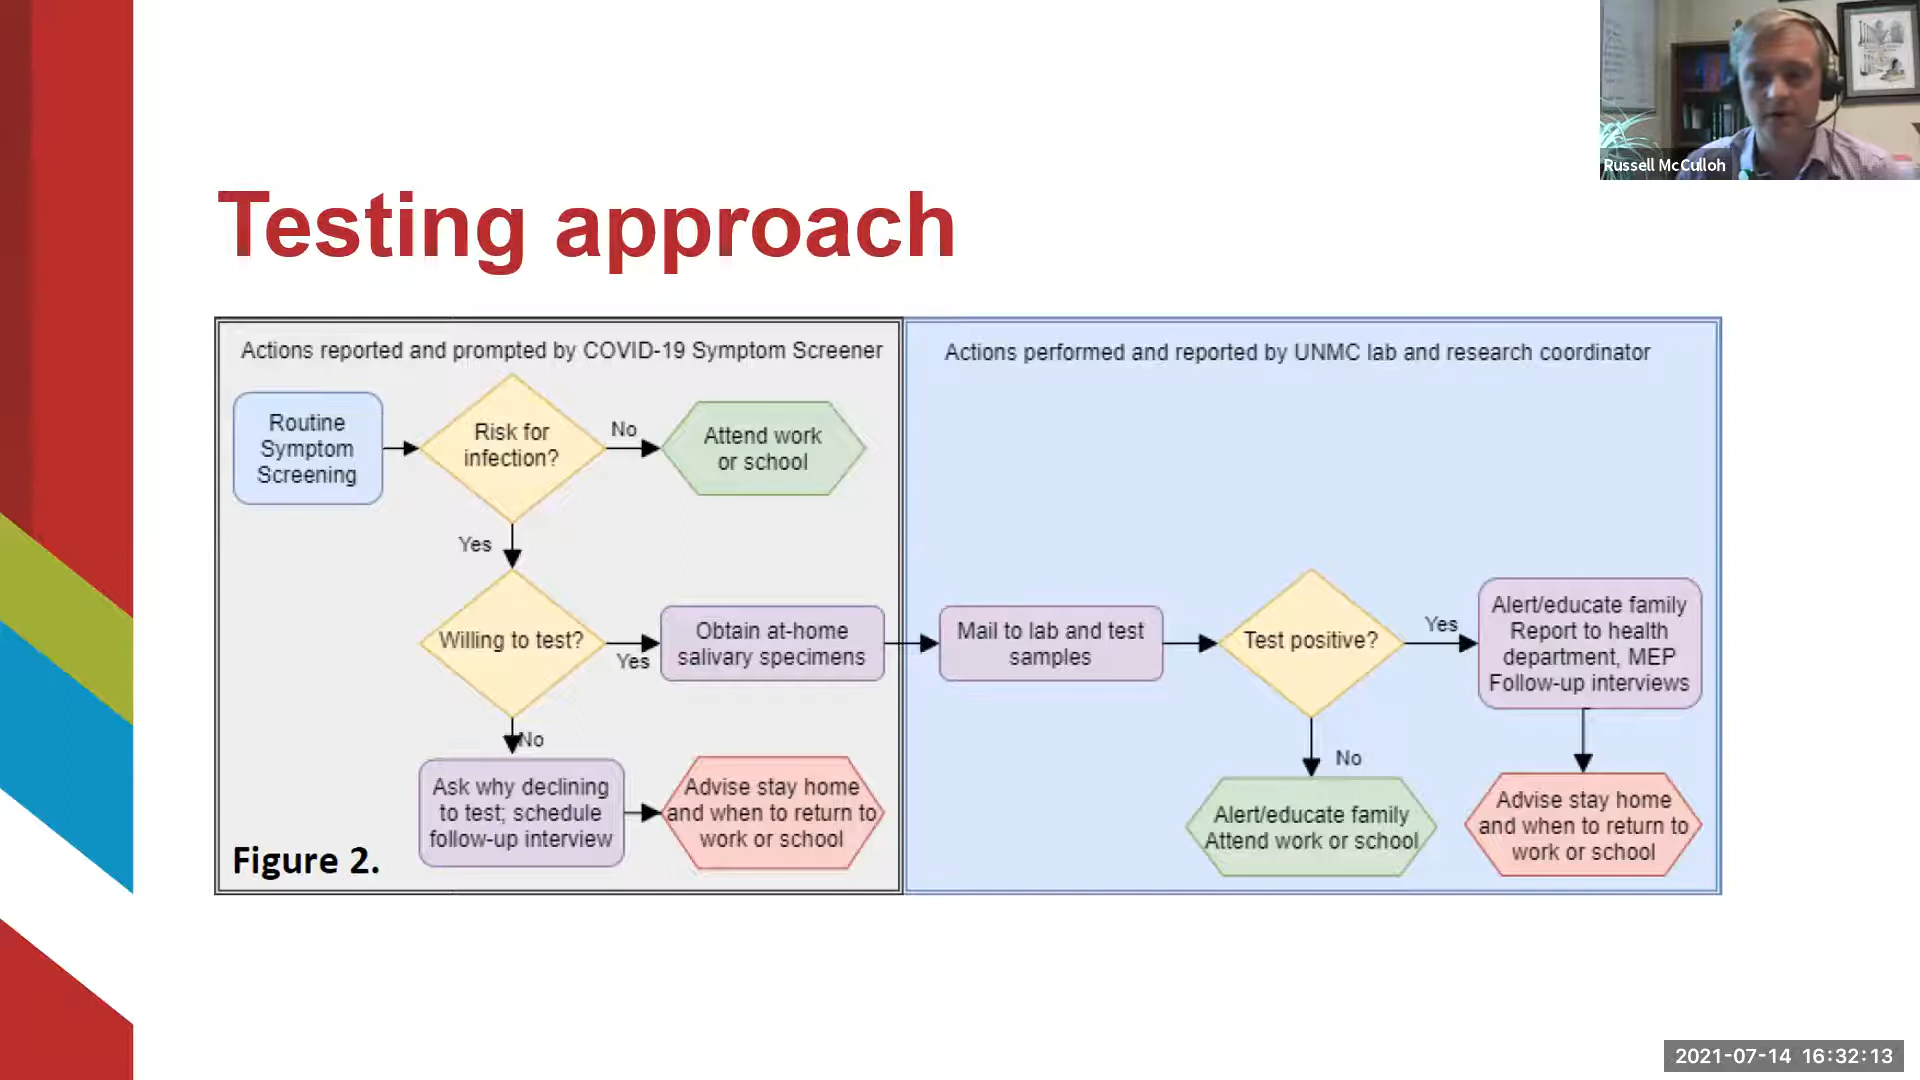 Russell McCulloh
Testing approach
Actions reported and prompted by COVID-19 Symptom Screener
Routine
Symptom
Screening
Risk for
infection?
No
Attend work
or school
Yes
Willing to test?
Yes
Obtain at-home
salivary specimens
No
Ask why declining
to test; schedule
follow-up interview
Advise stay home
and when to return to
work or school
Figure 2.
Actions performed and reported by UNMC lab and research coordinator
Mail to lab and test
samples
Test positive?
Yes
Alert/educate family
Report to health
department, MEP
Follow-up interviews
No
Alert/educate family
Attend work or school
Advise stay home
and when to return to
work or school
2021-07-14 16:32:13